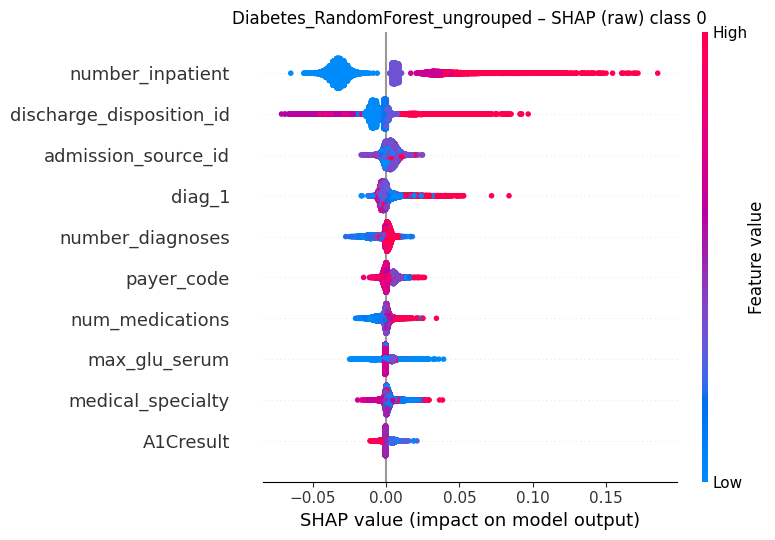 Diabetes_RandomForest_ungrouped – SHAP (raw) class 0
High
number_inpatient
discharge_disposition_id
admission_source_id
diag_1
number_diagnoses
payer_code
num_medications
max_glu_serum
medical_specialty
A1Cresult
Feature value
Low
−0.05 0.00 0.05 0.10 0.15
SHAP value (impact on model output)